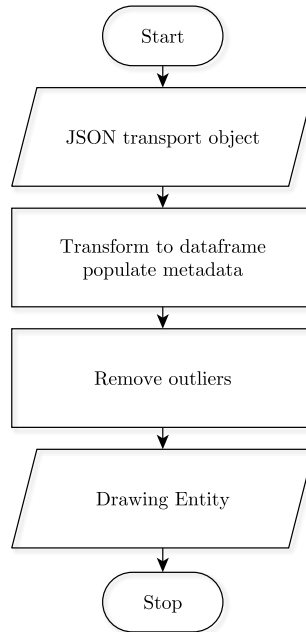 Start
JSON transport object
Transform to dataframe
populate metadata
Remove outliers
Drawing Entity
Stop